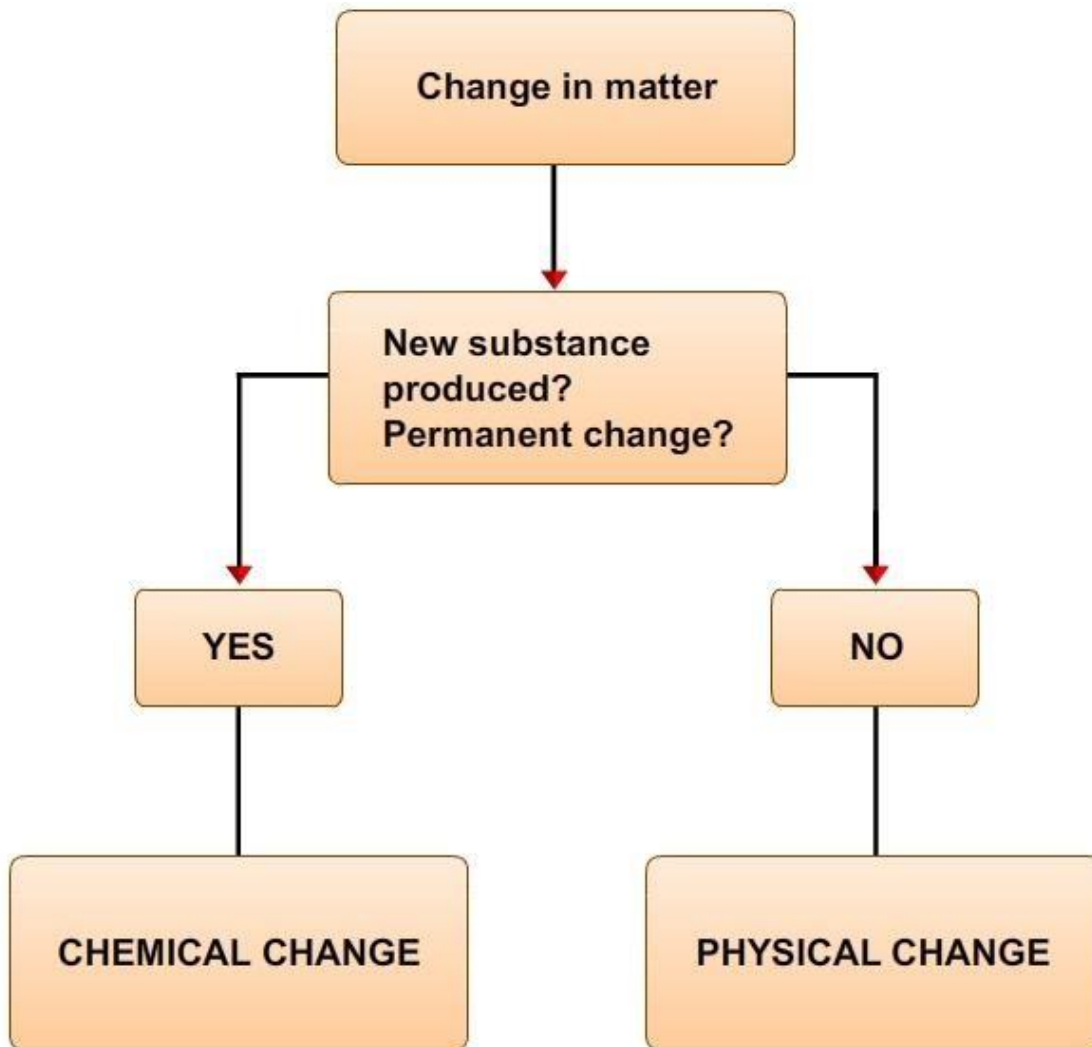 Change in matter
New substance
produced?
Permanent change?
YES
NO
CHEMICAL CHANGE
PHYSICAL CHANGE